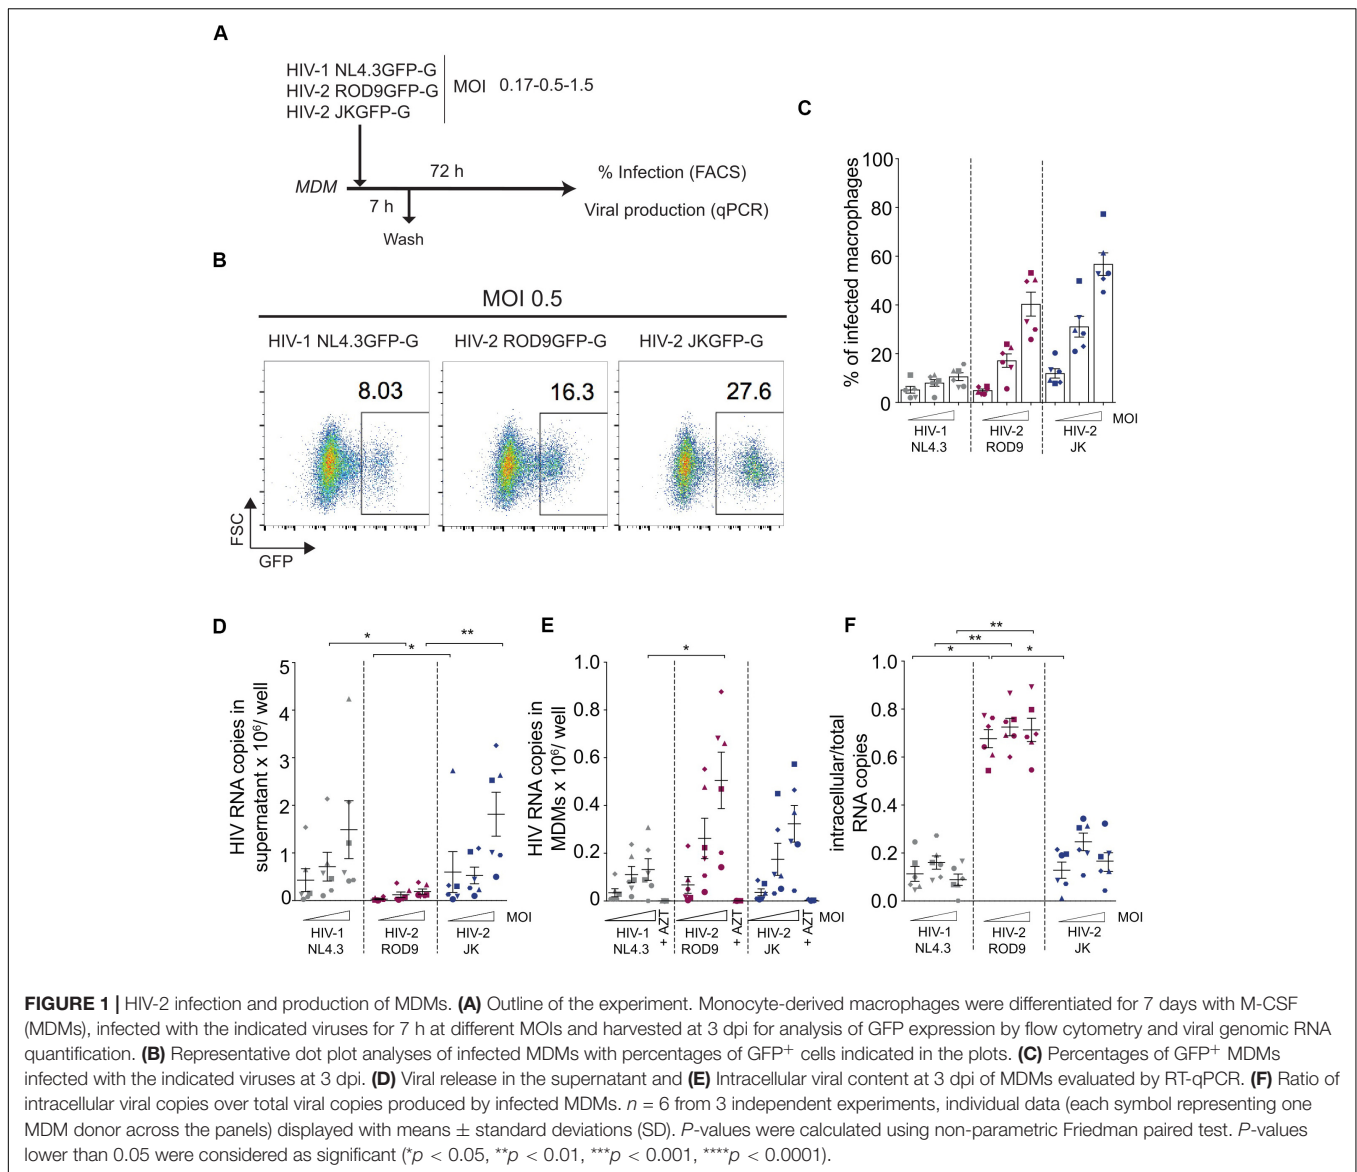 A
HIV-1 NL4.3GFP-G
HIV-2 ROD9GFP-G
HIV-2 JKGFP-G
MOI 0.17-0.5-1.5
72 h
MDM
7 h
Wash
% Infection (FACS)
Viral production (qPCR)
B
MOI 0.5
HIV-1 NL4.3GFP-G HIV-2 ROD9GFP-G HIV-2 JKGFP-G
8.03 16.3 27.6
FSC
GFP
C
% of infected macrophages
100
80
60
40
20
0
MOI
HIV-1 HIV-2 HIV-2
NL4.3 ROD9 JK
D
* * **
HIV RNA copies in
supernatant x 10⁶/ well
5
4
3
2
1
0
MOI
HIV-1 HIV-2 HIV-2
NL4.3 ROD9 JK
E
*
HIV RNA copies in
MDMs x 10⁶/ well
1.0
0.8
0.6
0.4
0.2
0
MOI
HIV-1 + AZT HIV-2 + AZT HIV-2 + AZT
NL4.3 ROD9 JK
F
**
**
* *
intracellular/total
RNA copies
1.0
0.8
0.6
0.4
0.2
0.0
MOI
HIV-1 HIV-2 HIV-2
NL4.3 ROD9 JK
FIGURE 1 | HIV-2 infection and production of MDMs. (A) Outline of the experiment. Monocyte-derived macrophages were differentiated for 7 days with M-CSF
(MDMs), infected with the indicated viruses for 7 h at different MOIs and harvested at 3 dpi for analysis of GFP expression by flow cytometry and viral genomic RNA
quantification. (B) Representative dot plot analyses of infected MDMs with percentages of GFP⁺ cells indicated in the plots. (C) Percentages of GFP⁺ MDMs
infected with the indicated viruses at 3 dpi. (D) Viral release in the supernatant and (E) Intracellular viral content at 3 dpi of MDMs evaluated by RT-qPCR. (F) Ratio of
intracellular viral copies over total viral copies produced by infected MDMs. n = 6 from 3 independent experiments, individual data (each symbol representing one
MDM donor across the panels) displayed with means ± standard deviations (SD). P-values were calculated using non-parametric Friedman paired test. P-values
lower than 0.05 were considered as significant (*p < 0.05, **p < 0.01, ***p < 0.001, ****p < 0.0001).